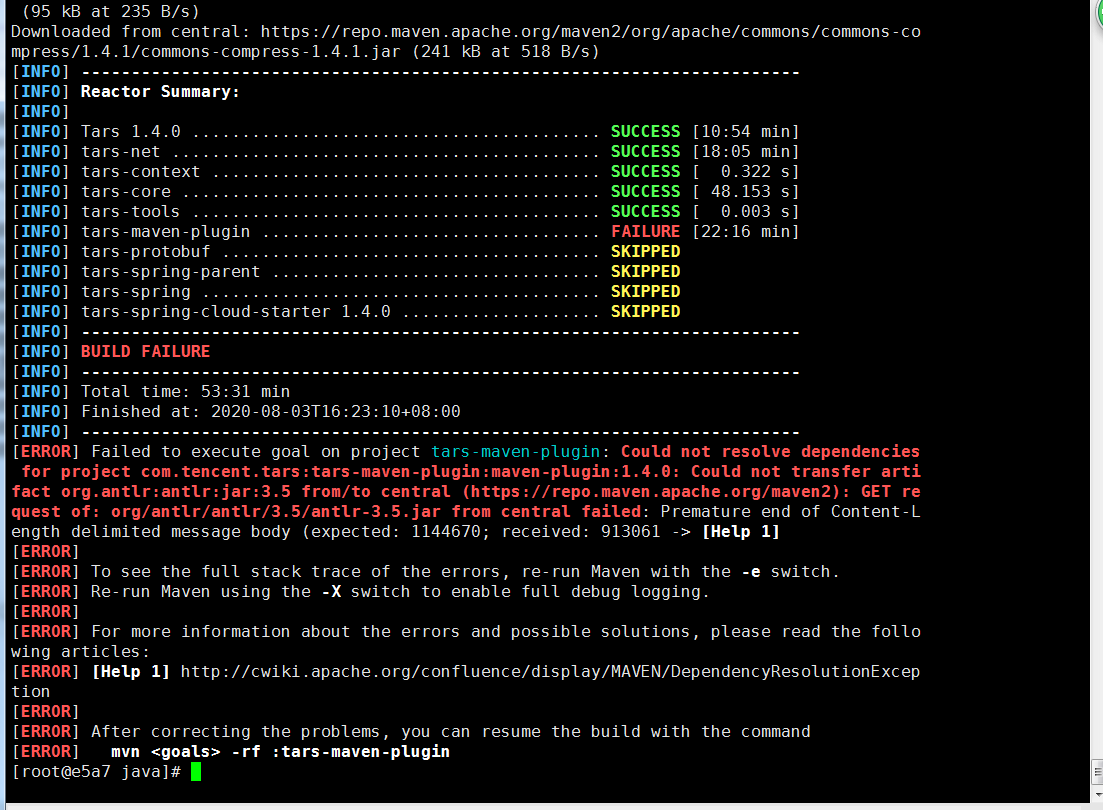 (95 kB at 235 B/s)
Downloaded from central: https://repo.maven.apache.org/maven2/org/apache/commons/commons-co
mpress/1.4.1/commons-compress-1.4.1.jar (241 kB at 518 B/s)
[INFO] ------------------------------------------------------------------------
[INFO] Reactor Summary:
[INFO]
[INFO] Tars 1.4.0 ......................................... SUCCESS [10:54 min]
[INFO] tars-net ........................................... SUCCESS [18:05 min]
[INFO] tars-context ....................................... SUCCESS [  0.322 s]
[INFO] tars-core .......................................... SUCCESS [ 48.153 s]
[INFO] tars-tools ......................................... SUCCESS [  0.003 s]
[INFO] tars-maven-plugin .................................. FAILURE [22:16 min]
[INFO] tars-protobuf ...................................... SKIPPED
[INFO] tars-spring-parent ................................. SKIPPED
[INFO] tars-spring ........................................ SKIPPED
[INFO] tars-spring-cloud-starter 1.4.0 .................... SKIPPED
[INFO] ------------------------------------------------------------------------
[INFO] BUILD FAILURE
[INFO] ------------------------------------------------------------------------
[INFO] Total time: 53:31 min
[INFO] Finished at: 2020-08-03T16:23:10+08:00
[INFO] ------------------------------------------------------------------------
[ERROR] Failed to execute goal on project tars-maven-plugin: Could not resolve dependencies
 for project com.tencent.tars:tars-maven-plugin:maven-plugin:1.4.0: Could not transfer arti
fact org.antlr:antlr:jar:3.5 from/to central (https://repo.maven.apache.org/maven2): GET re
quest of: org/antlr/antlr/3.5/antlr-3.5.jar from central failed: Premature end of Content-L
ength delimited message body (expected: 1144670; received: 913061 -> [Help 1]
[ERROR]
[ERROR] To see the full stack trace of the errors, re-run Maven with the -e switch.
[ERROR] Re-run Maven using the -X switch to enable full debug logging.
[ERROR]
[ERROR] For more information about the errors and possible solutions, please read the follo
wing articles:
[ERROR] [Help 1] http://cwiki.apache.org/confluence/display/MAVEN/DependencyResolutionExcep
tion
[ERROR]
[ERROR] After correcting the problems, you can resume the build with the command
[ERROR]   mvn <goals> -rf :tars-maven-plugin
[root@e5a7 java]#